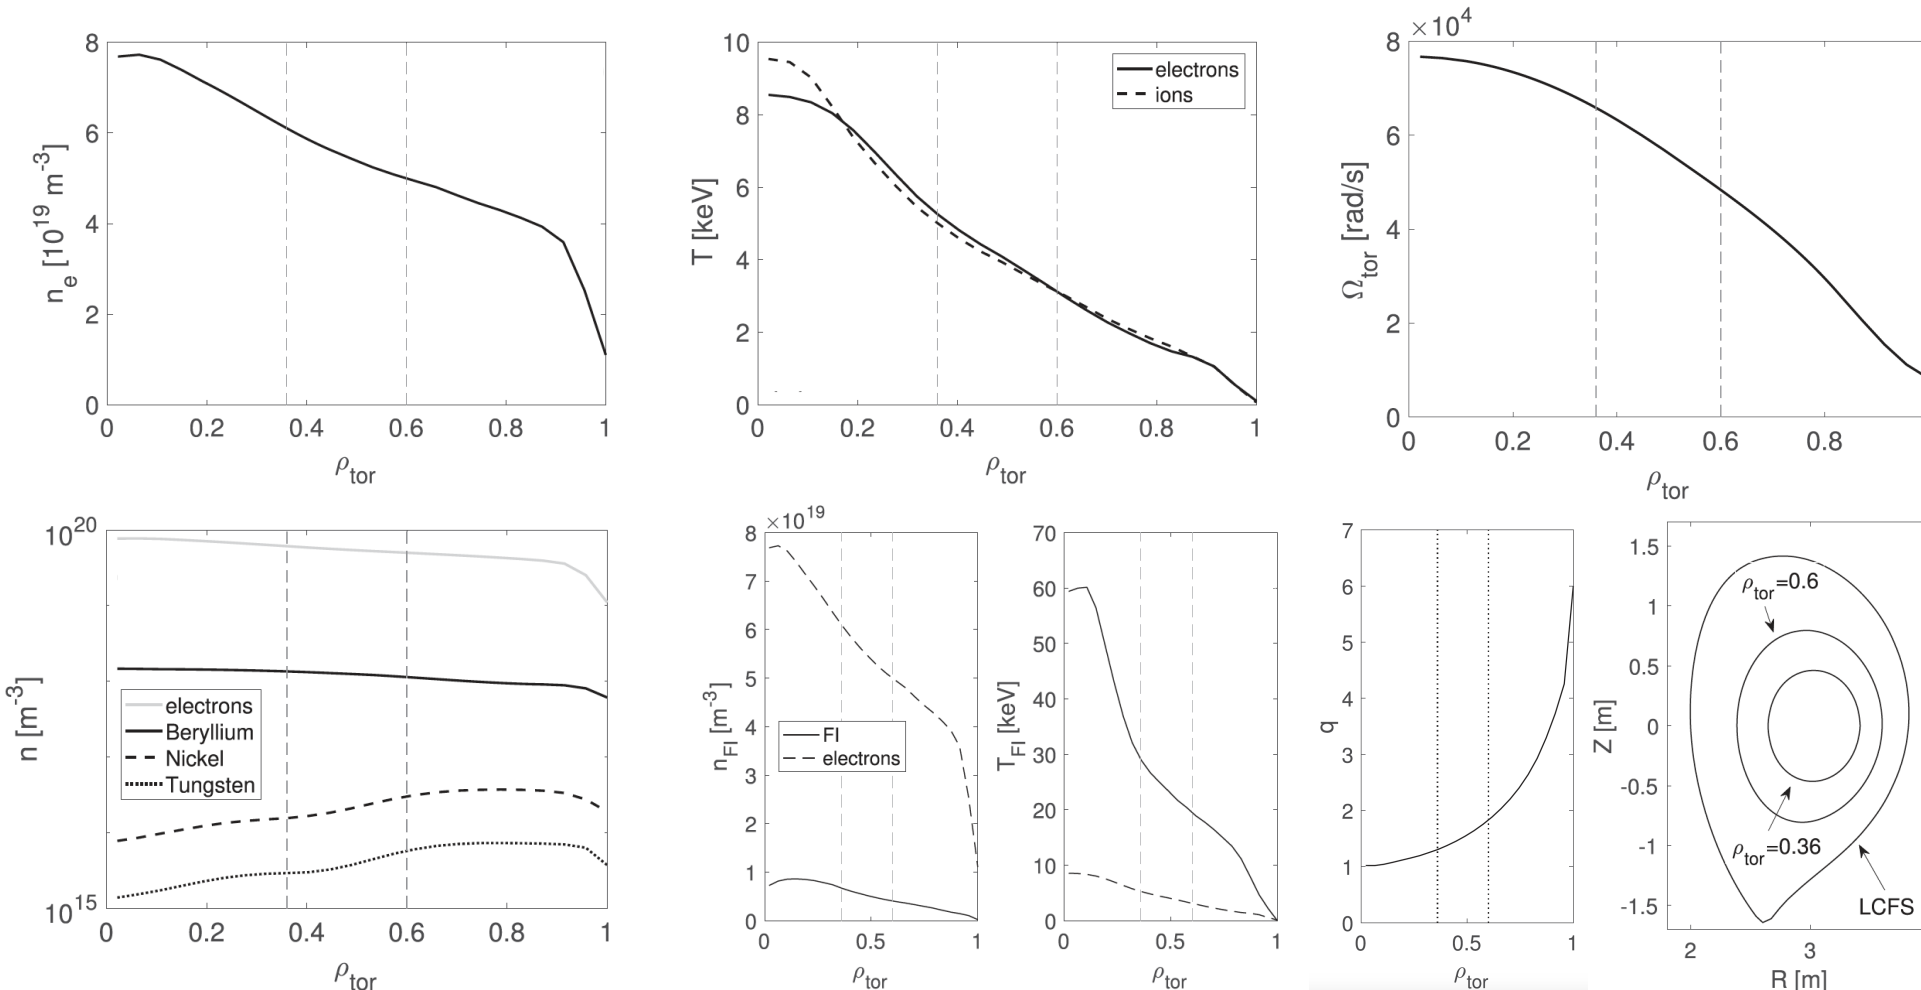 8
6
4
2
0
n_e [10^19 m^-3]
0 0.2 0.4 0.6 0.8 1
ρ_tor
10
8
6
4
2
0
T [keV]
electrons
ions
0 0.2 0.4 0.6 0.8 1
ρ_tor
×10^4
8
6
4
2
0
Ω_tor [rad/s]
0 0.2 0.4 0.6 0.8
ρ_tor
10^20
10^15
n [m^-3]
electrons
Beryllium
Nickel
Tungsten
0 0.2 0.4 0.6 0.8 1
ρ_tor
×10^19
8
7
6
5
4
3
2
1
0
n_FI [m^-3]
FI
electrons
0 0.5 1
ρ_tor
70
60
50
40
30
20
10
0
T_FI [keV]
0 0.5 1
ρ_tor
7
6
5
4
3
2
1
0
q
0 0.5 1
ρ_tor
1.5
1
0.5
0
-0.5
-1
-1.5
Z [m]
ρ_tor=0.6
ρ_tor=0.36
LCFS
2 3
R [m]